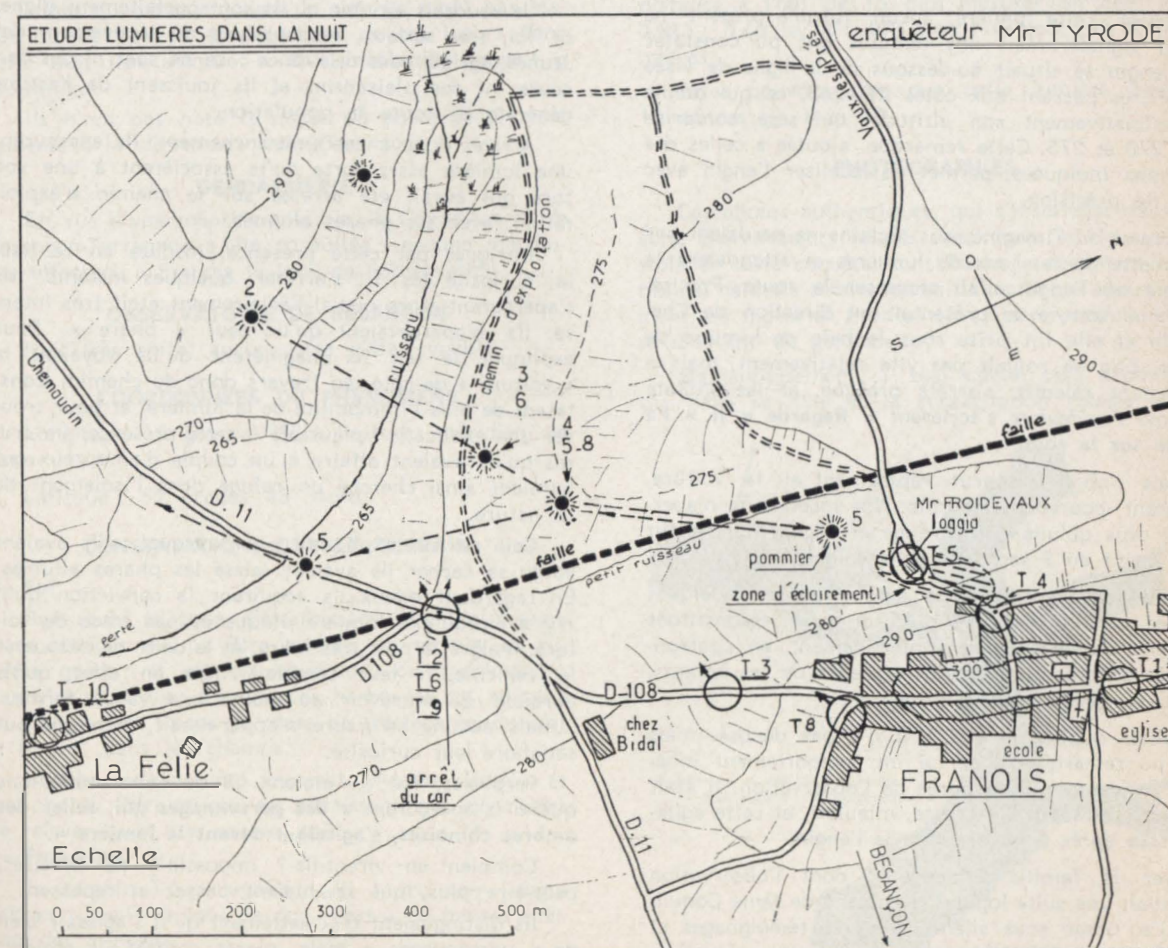 ETUDE LUMIERES DANS LA NUIT
enquêteur Mr TYRODE
Vaux-les-Prés
290
280
1
2
ruisseau
chemin d'exploitation
275
280
N
O
E
290
Chemaudin
270
265
3
6
4
5.8
265
275
faille
D.11
5
faille
petit ruisseau
5
pommier
Mr FROIDEVAUX
loggia
T 5
zone d'éclairement
T 4
280
290
300
perte
D108
T 2
T 6
T 7
T 9
T 3
D-108
T 1
T 10
T 8
chez
Bidal
école
eglise
La Félie
270
280
arrêt
du car
FRANOIS
D.11
BESANÇON
Echelle
0 50 100 200 300 400 500 m